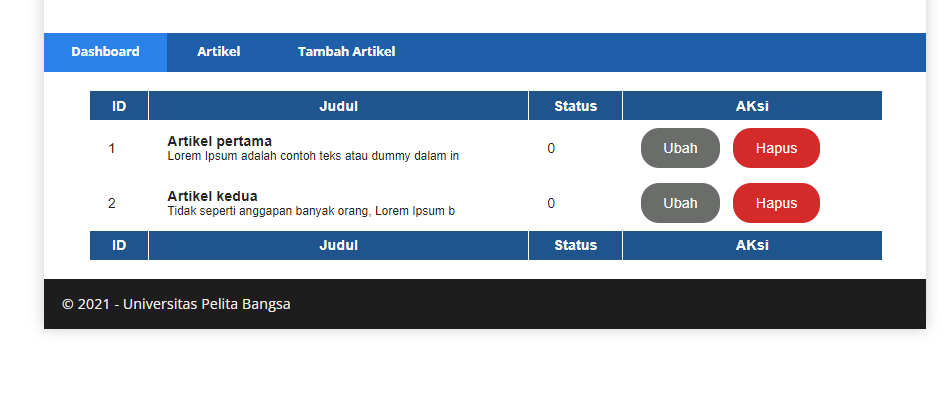 Dashboard Artikel Tambah Artikel
ID Judul Status AKsi
1 Artikel pertama 0 Ubah Hapus
Lorem Ipsum adalah contoh teks atau dummy dalam in
2 Artikel kedua 0 Ubah Hapus
Tidak seperti anggapan banyak orang, Lorem Ipsum b
ID Judul Status AKsi
© 2021 - Universitas Pelita Bangsa